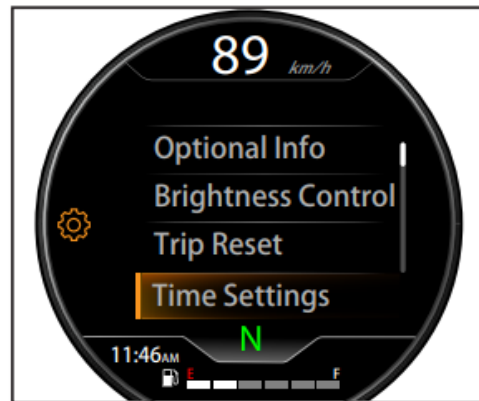 89 km/h
Optional Info
Brightness Control
Trip Reset
Time Settings
N
11:46AM
E F